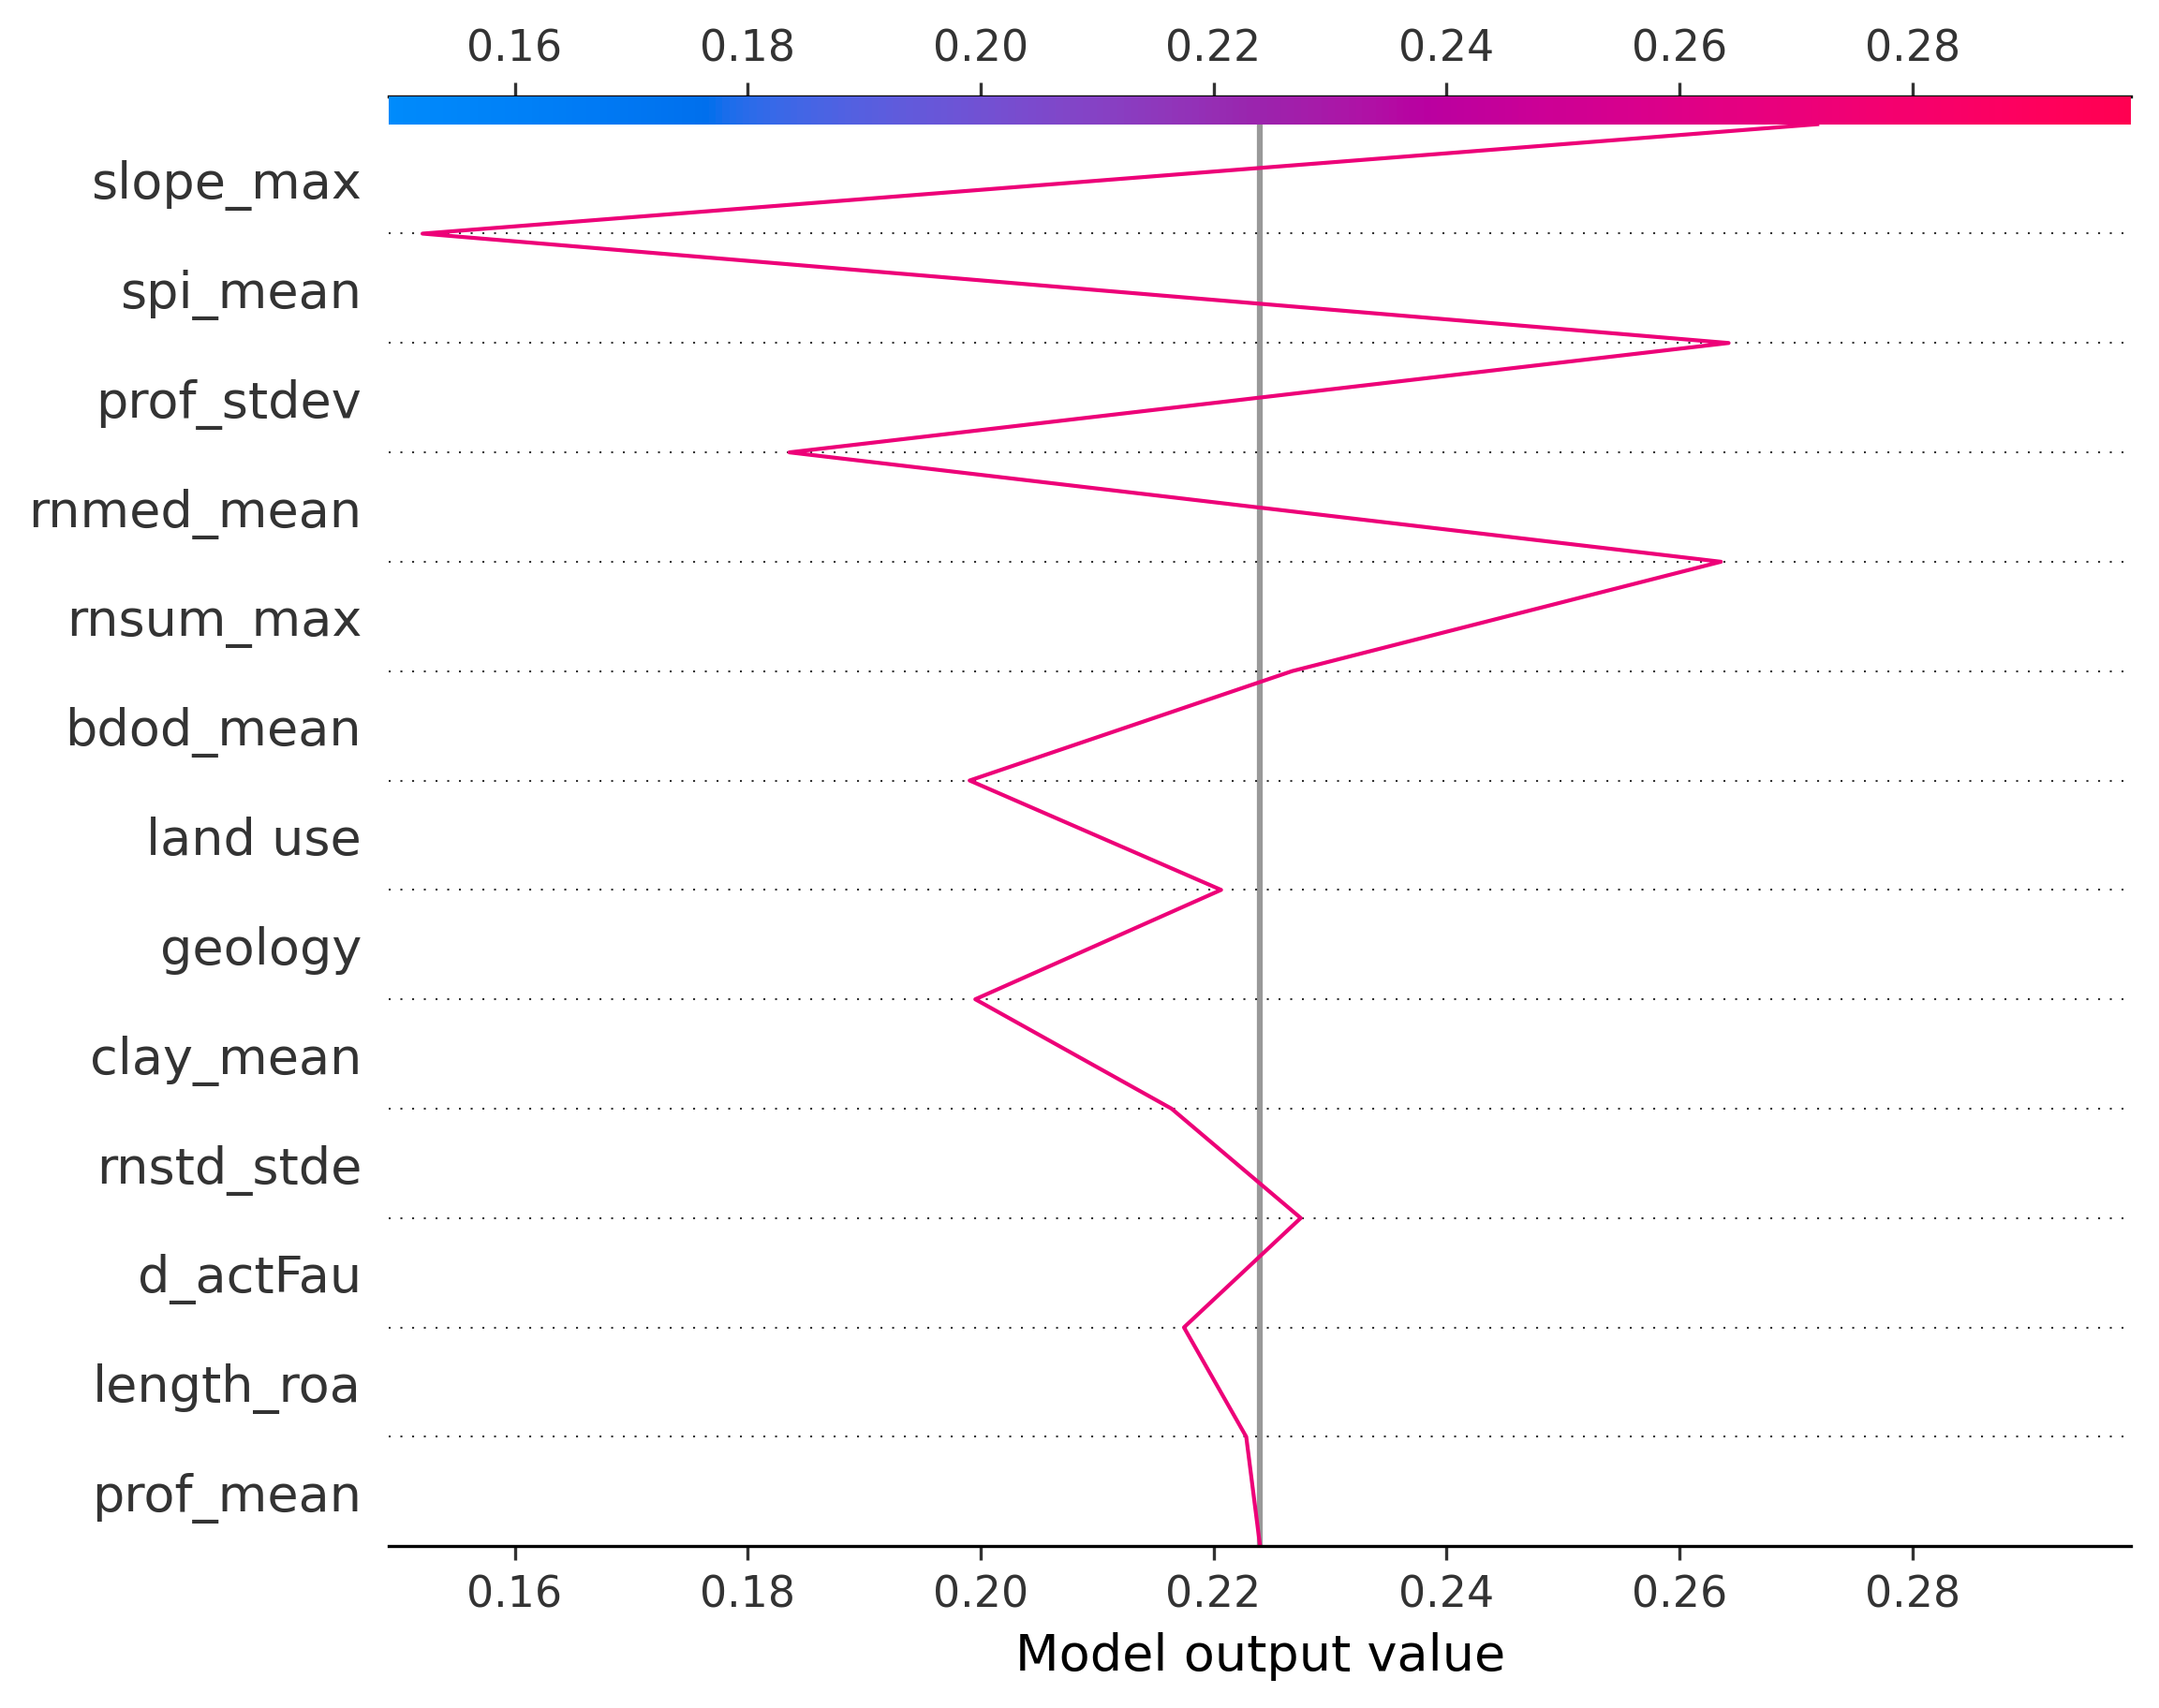 0.16 0.18 0.20 0.22 0.24 0.26 0.28
slope_max
spi_mean
prof_stdev
rnmed_mean
rnsum_max
bdod_mean
land use
geology
clay_mean
rnstd_stde
d_actFau
length_roa
prof_mean
0.16 0.18 0.20 0.22 0.24 0.26 0.28
Model output value